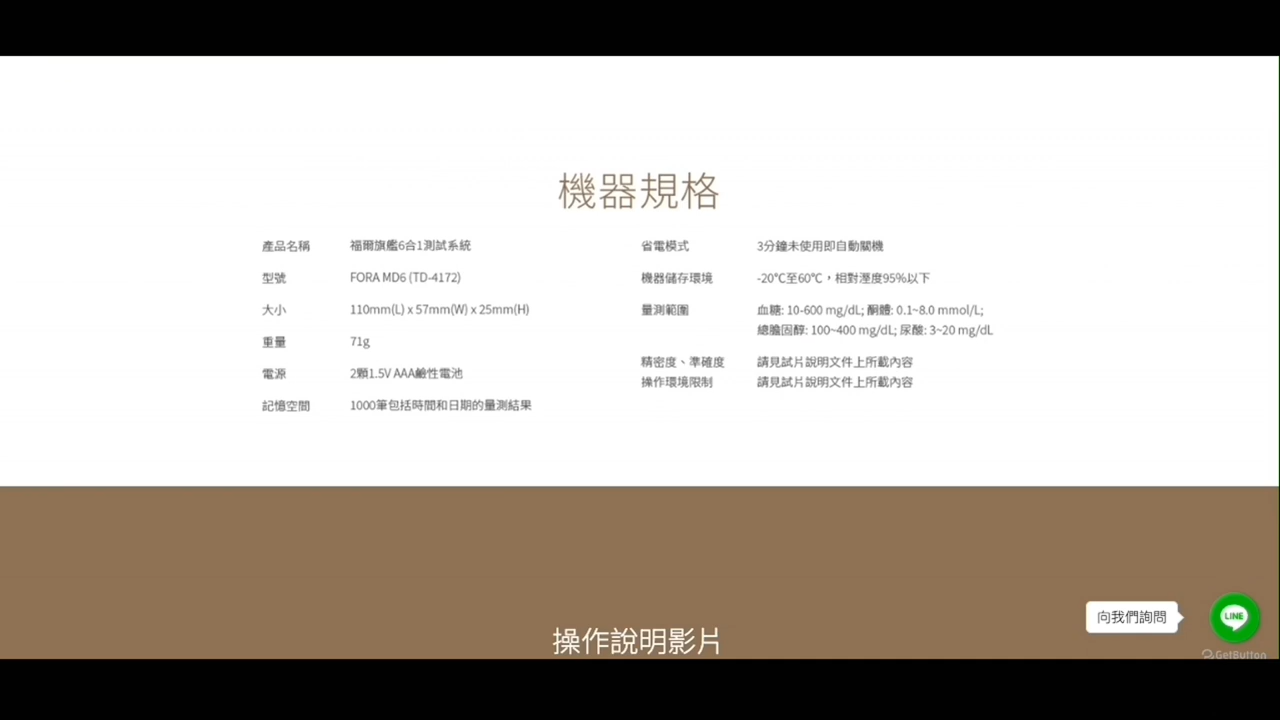 機器規格
產品名稱 福爾旗艦6合1測試系統
型號 FORA MD6 (TD-4172)
大小 110mm(L) x 57mm(W) x 25mm(H)
重量 71g
電源 2顆1.5V AAA鹼性電池
記憶空間 1000筆包括時間和日期的量測結果
省電模式 3分鐘未使用即自動關機
機器儲存環境 -20℃至60℃，相對溼度95%以下
量測範圍 血糖: 10-600 mg/dL; 酮體: 0.1~8.0 mmol/L;
總膽固醇: 100~400 mg/dL; 尿酸: 3~20 mg/dL
精密度、準確度 請見試片說明文件上所載內容
操作環境限制 請見試片說明文件上所載內容
操作說明影片
向我們詢問
LINE
GetButton